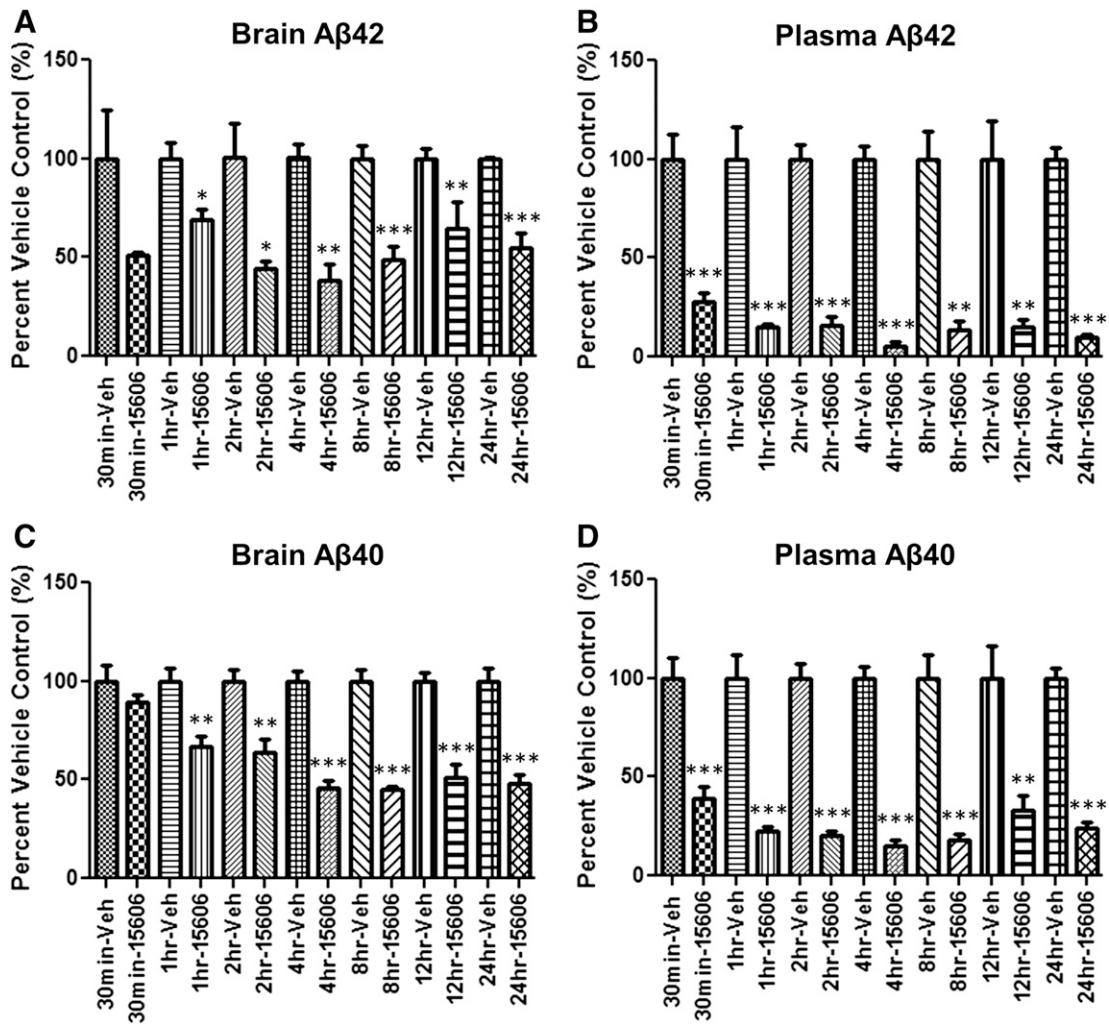 A
Brain Aβ42
Percent Vehicle Control (%)
150
100
50
0
*
*
**
***
**
***
30min-Veh
30min-15606
1hr-Veh
1hr-15606
2hr-Veh
2hr-15606
4hr-Veh
4hr-15606
8hr-Veh
8hr-15606
12hr-Veh
12hr-15606
24hr-Veh
24hr-15606
B
Plasma Aβ42
Percent Vehicle Control (%)
150
100
50
0
***
***
***
***
**
**
***
30min-Veh
30min-15606
1hr-Veh
1hr-15606
2hr-Veh
2hr-15606
4hr-Veh
4hr-15606
8hr-Veh
8hr-15606
12hr-Veh
12hr-15606
24hr-Veh
24hr-15606
C
Brain Aβ40
Percent Vehicle Control (%)
150
100
50
0
**
**
***
***
***
***
30min-Veh
30min-15606
1hr-Veh
1hr-15606
2hr-Veh
2hr-15606
4hr-Veh
4hr-15606
8hr-Veh
8hr-15606
12hr-Veh
12hr-15606
24hr-Veh
24hr-15606
D
Plasma Aβ40
Percent Vehicle Control (%)
150
100
50
0
***
***
***
***
***
**
***
30min-Veh
30min-15606
1hr-Veh
1hr-15606
2hr-Veh
2hr-15606
4hr-Veh
4hr-15606
8hr-Veh
8hr-15606
12hr-Veh
12hr-15606
24hr-Veh
24hr-15606